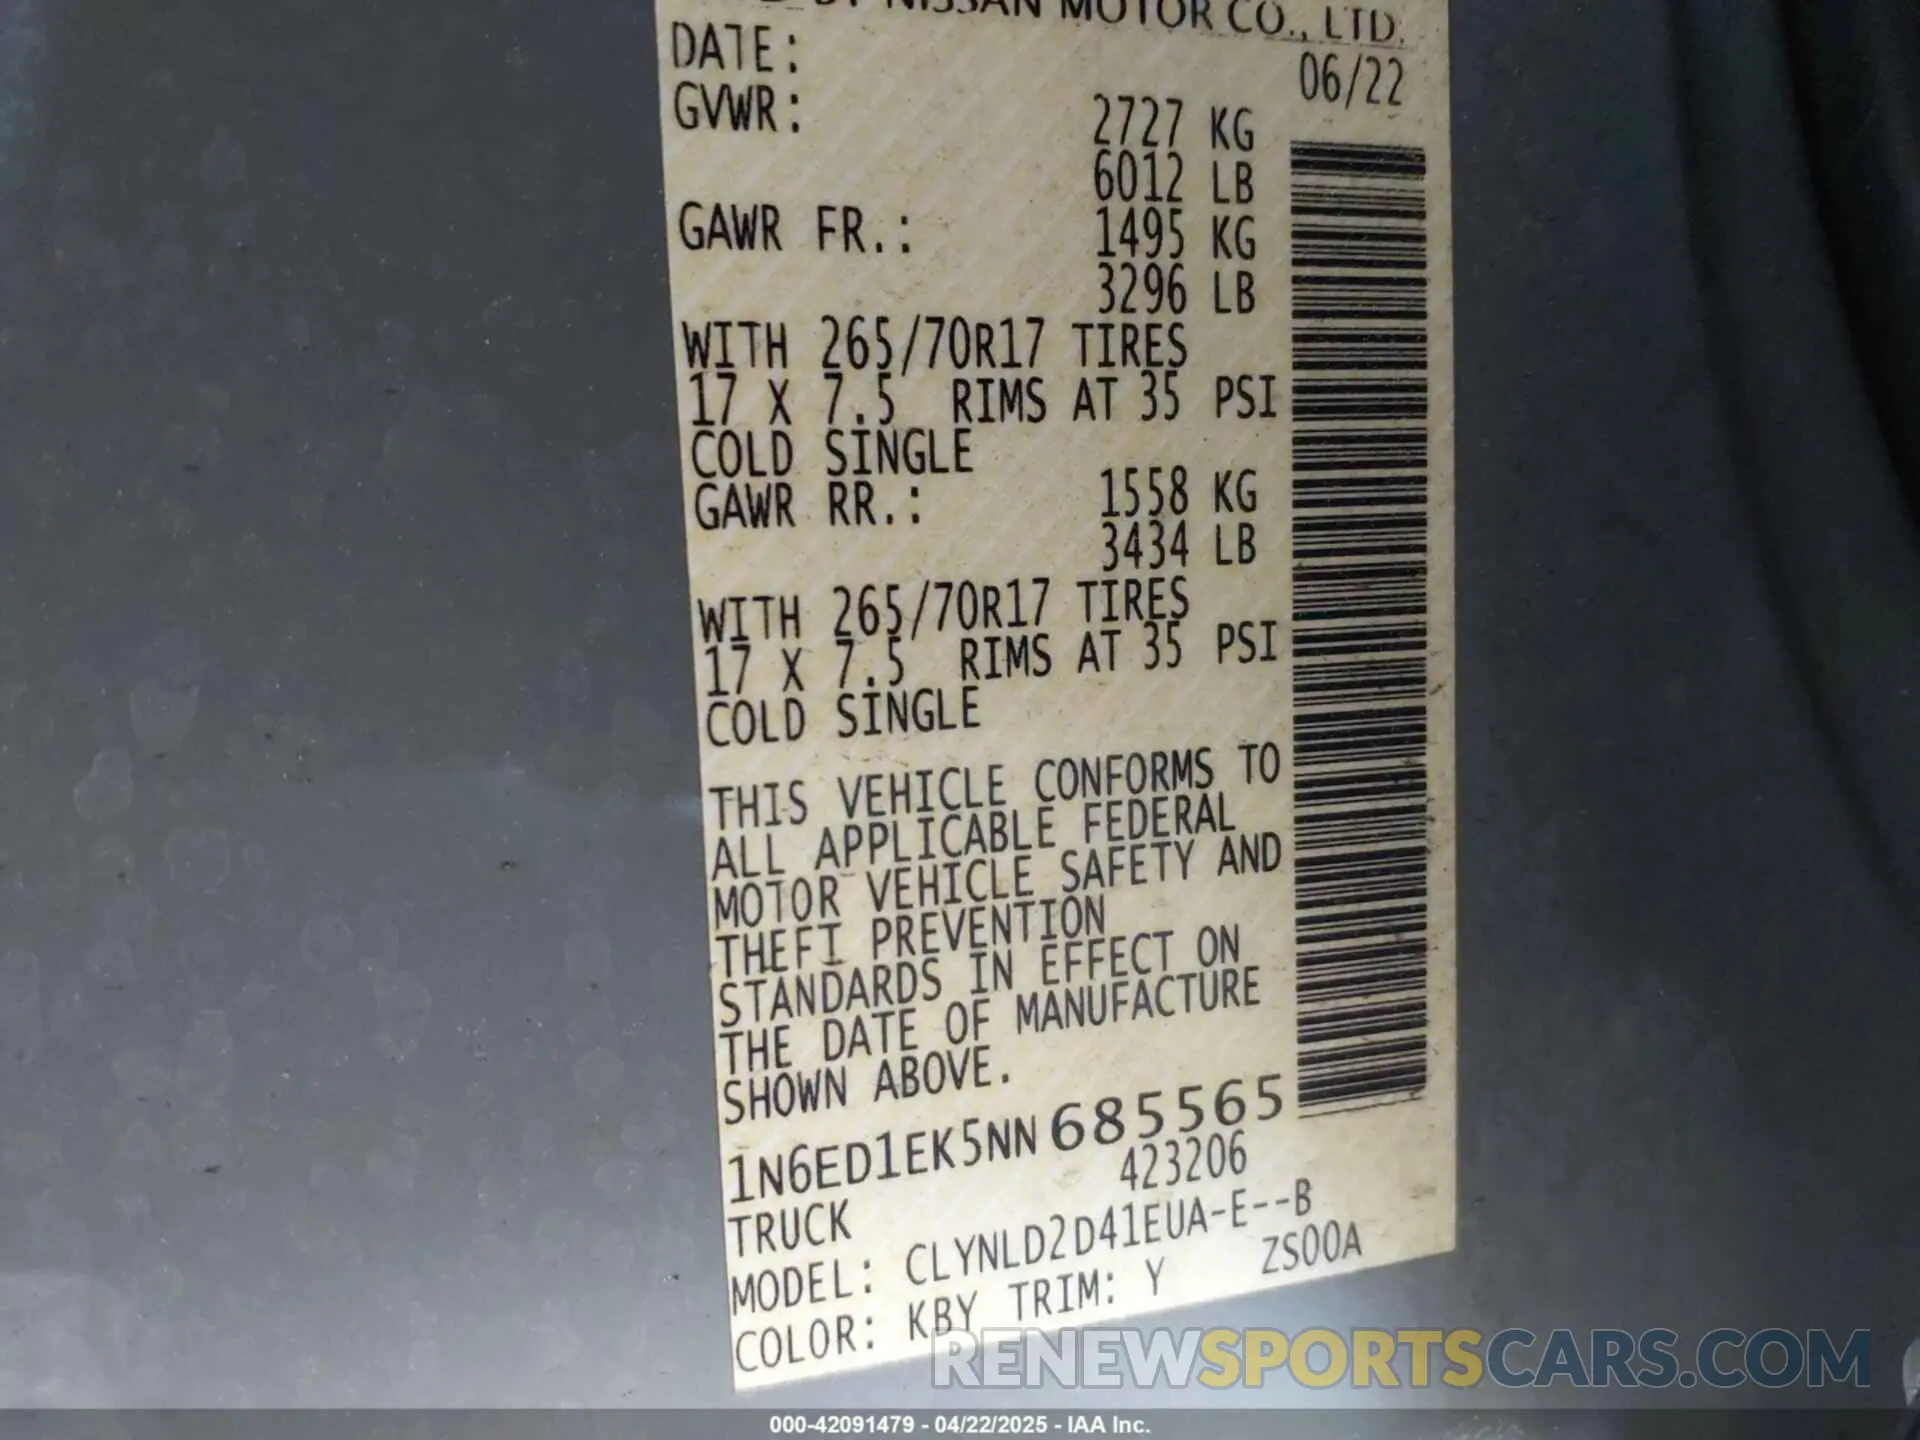 NISSAN MOTOR CO., LTD.
DATE: 06/22
GVWR: 2727 KG
6012 LB
GAWR FR.: 1495 KG
3296 LB
WITH 265/70R17 TIRES
17 X 7.5 RIMS AT 35 PSI
COLD SINGLE
GAWR RR.: 1558 KG
3434 LB
WITH 265/70R17 TIRES
17 X 7.5 RIMS AT 35 PSI
COLD SINGLE
THIS VEHICLE CONFORMS TO
ALL APPLICABLE FEDERAL
MOTOR VEHICLE SAFETY AND
THEFT PREVENTION
STANDARDS IN EFFECT ON
THE DATE OF MANUFACTURE
SHOWN ABOVE.
1N6ED1EK5NN685565
423206
TRUCK
MODEL: CLYNLD2D41EUA-E--B
COLOR: KBY TRIM: Y ZS00A
RENEWSPORTSCARS.COM
000-42091479 - 04/22/2025 - IAA Inc.